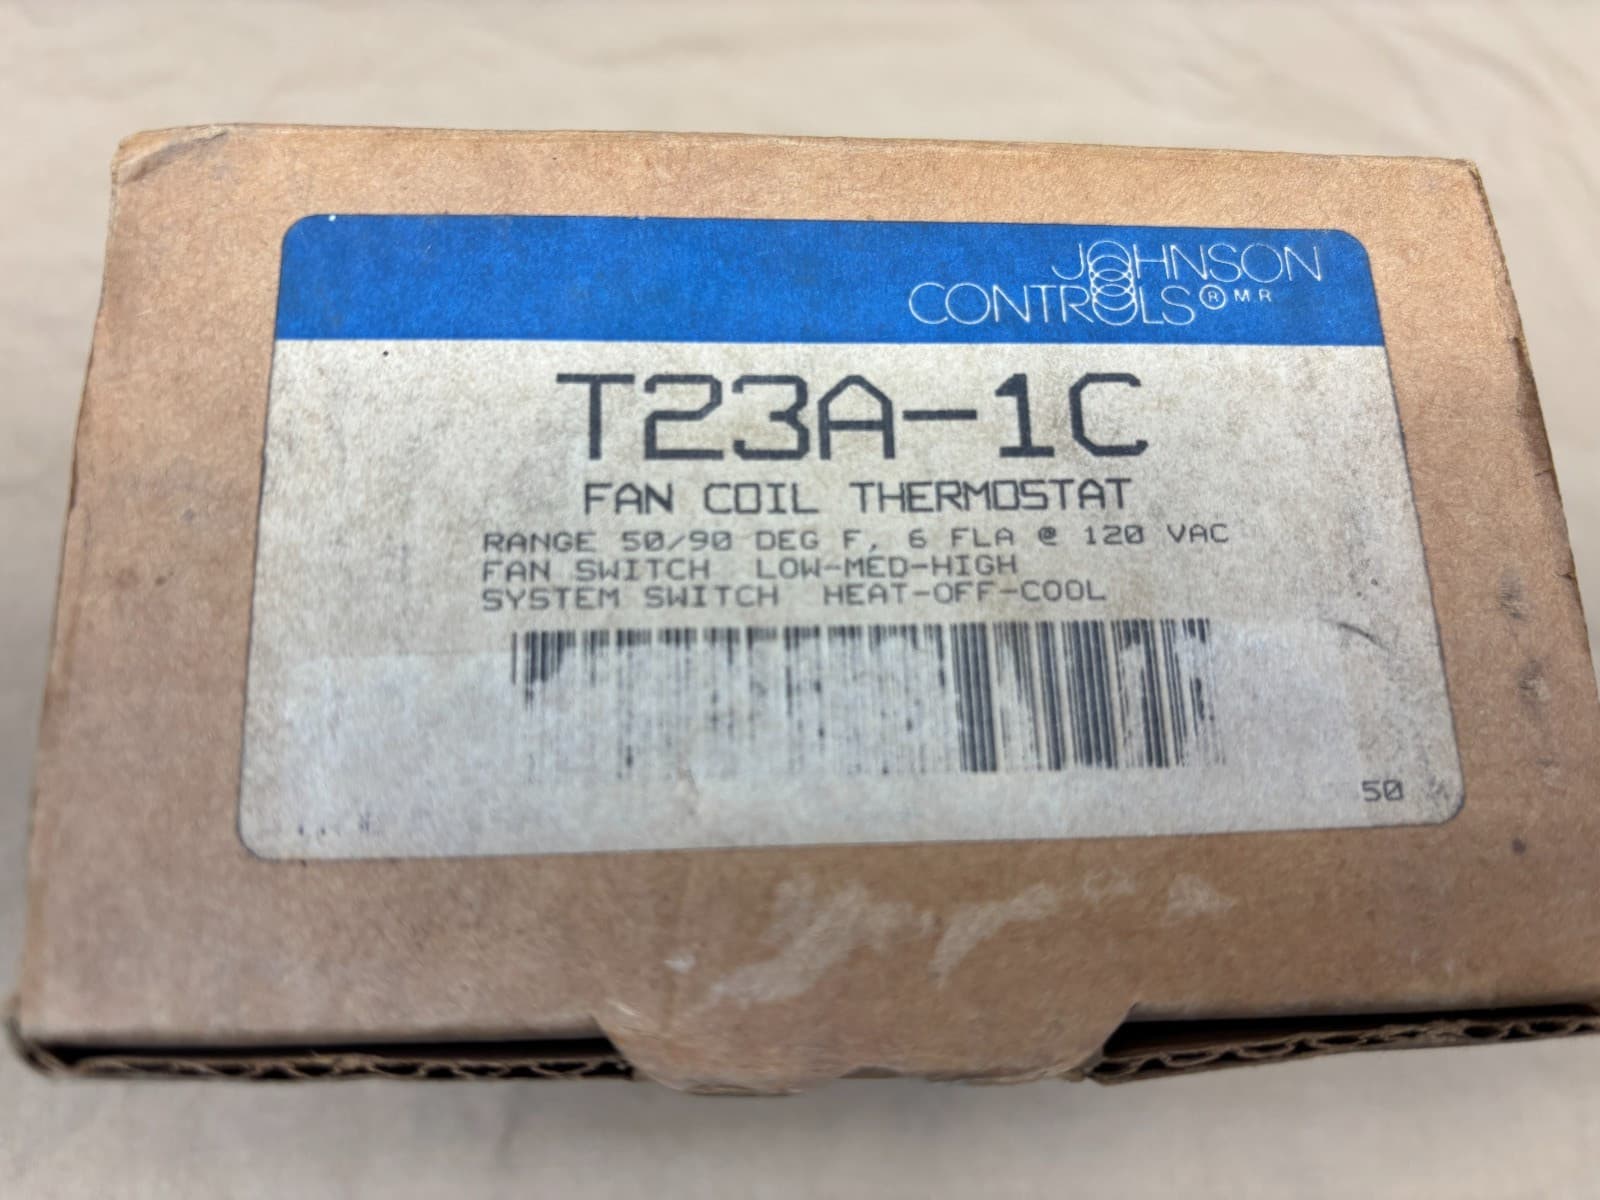 JOHNSON
CONTROLS® M.R
T23A-1C
FAN COIL THERMOSTAT
RANGE 50/90 DEG F, 6 FLA @ 120 VAC
FAN SWITCH LOW-MED-HIGH
SYSTEM SWITCH HEAT-OFF-COOL
50